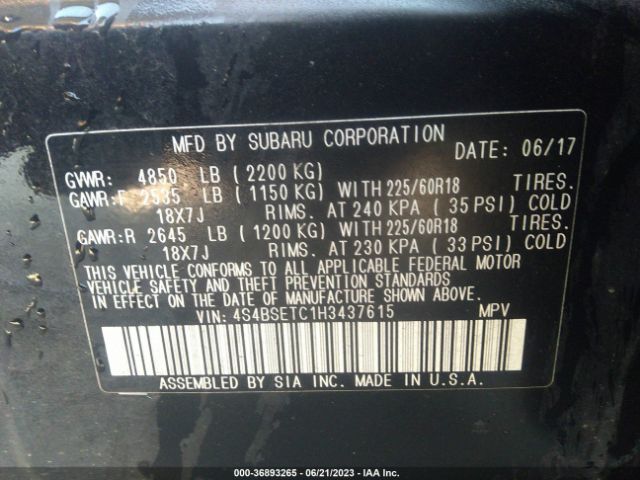 MFD BY SUBARU CORPORATION DATE: 06/17
GVWR: 4850 LB (2200 KG)
GAWR:F 2535 LB (1150 KG) WITH 225/60R18 TIRES.
18X7J RIMS. AT 240 KPA (35 PSI) COLD
GAWR:R 2645 LB (1200 KG) WITH 225/60R18 TIRES.
18X7J RIMS. AT 230 KPA (33 PSI) COLD
THIS VEHICLE CONFORMS TO ALL APPLICABLE FEDERAL MOTOR
VEHICLE SAFETY AND THEFT PREVENTION STANDARDS
IN EFFECT ON THE DATE OF MANUFACTURE SHOWN ABOVE.
VIN: 4S4BSETC1H3437615 MPV
ASSEMBLED BY SIA INC. MADE IN U.S.A.
000-36893265 - 06/21/2023 - IAA Inc.